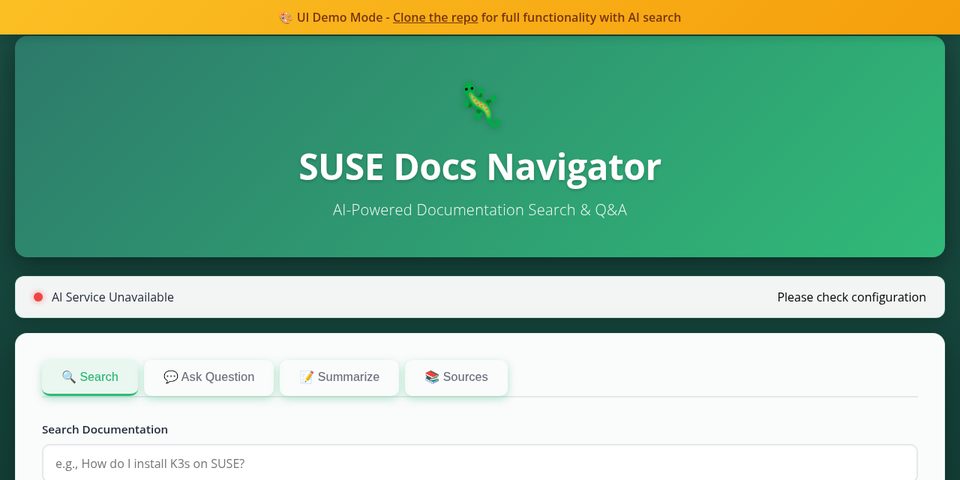 🎨 UI Demo Mode - Clone the repo for full functionality with AI search
SUSE Docs Navigator
AI-Powered Documentation Search & Q&A
AI Service Unavailable
Please check configuration
🔍 Search
💬 Ask Question
📝 Summarize
📚 Sources
Search Documentation
e.g., How do I install K3s on SUSE?